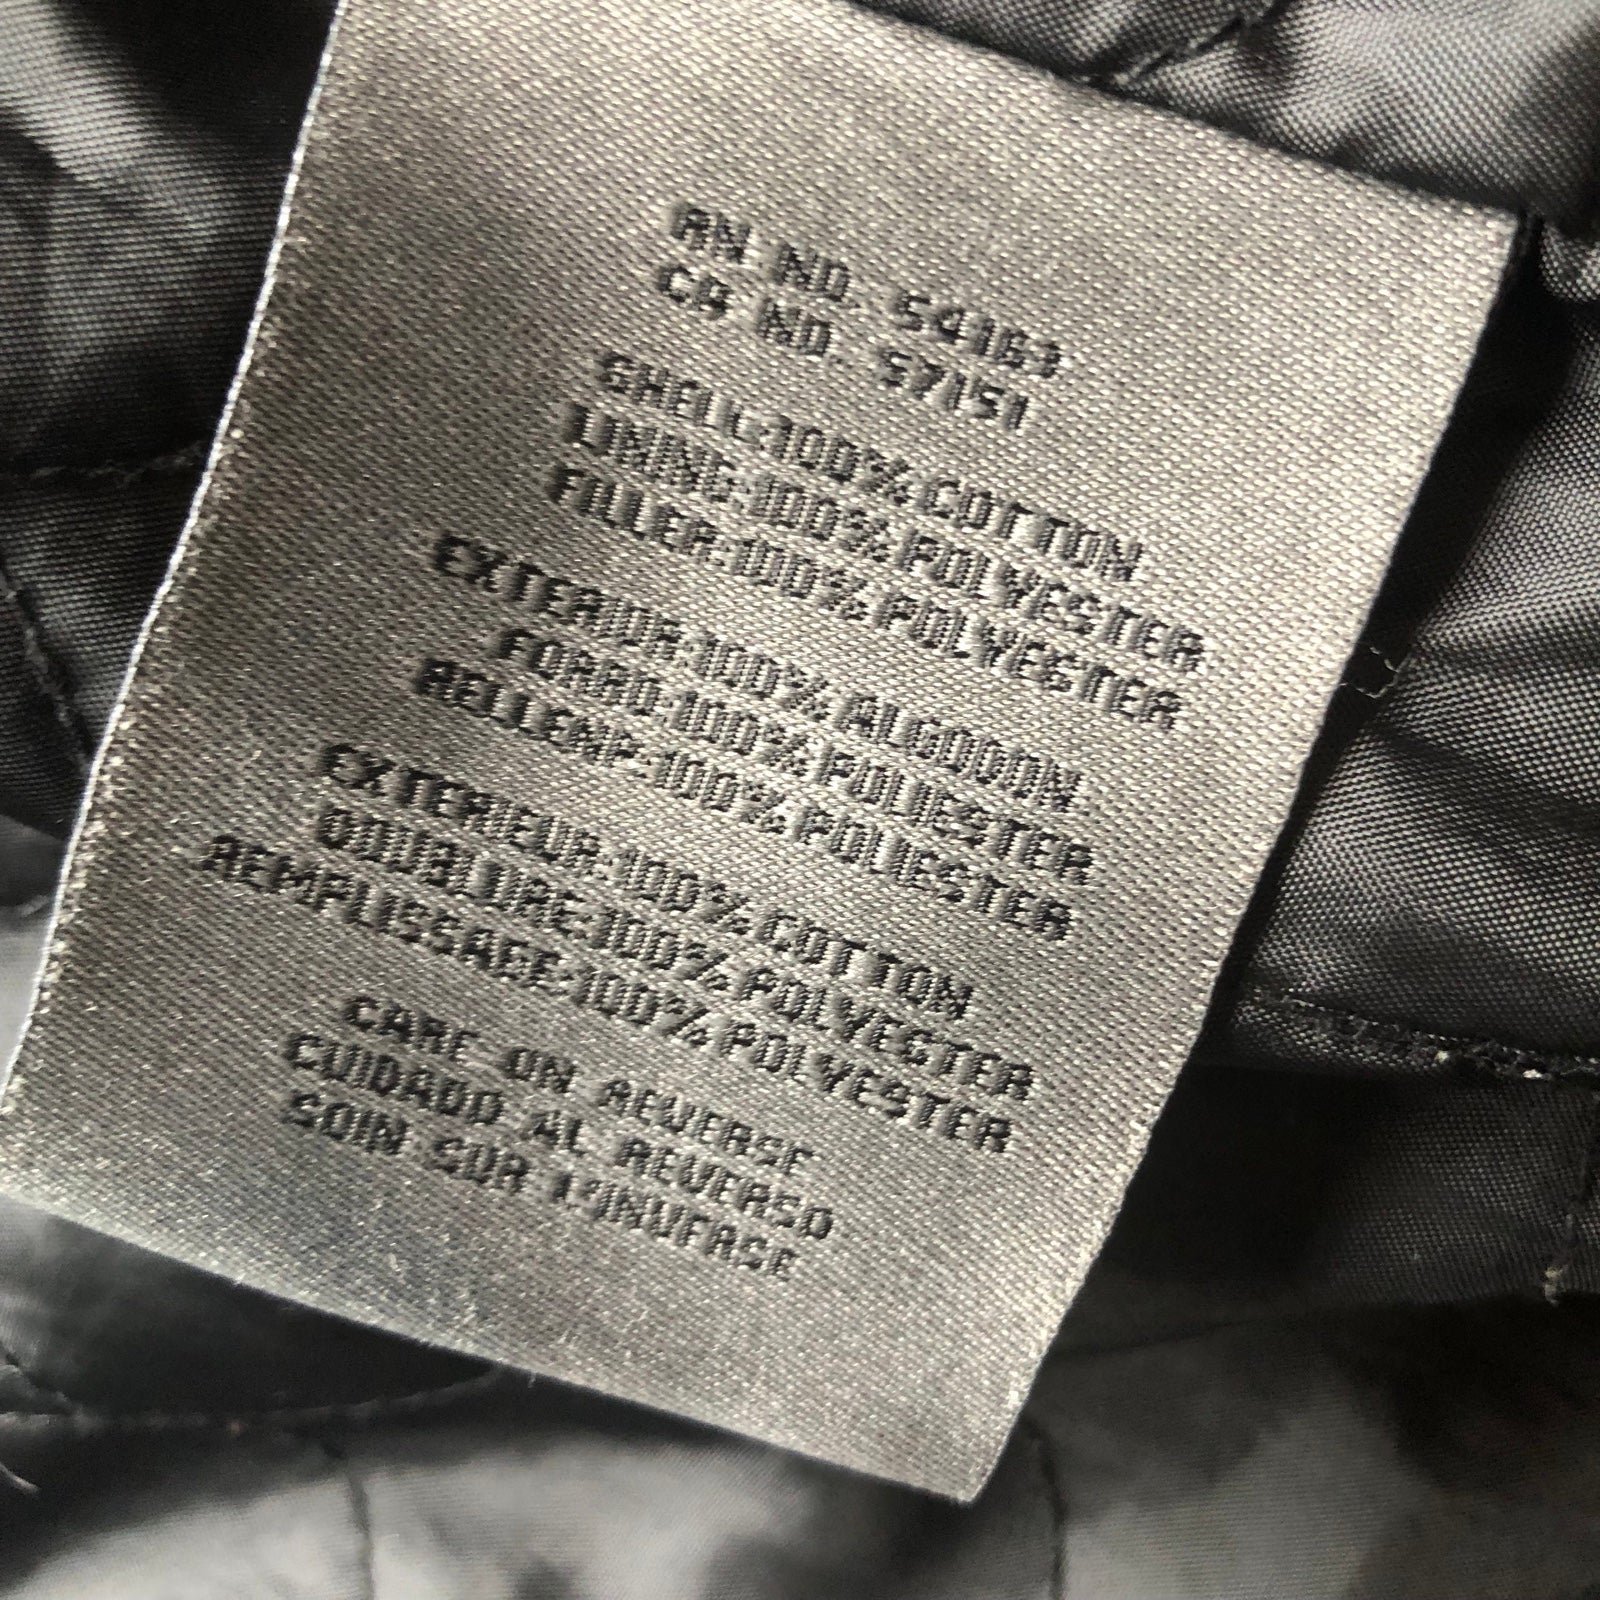 RN NO. 54163
CA NO. 57151
SHELL:100% COTTON
LINING:100% POLYESTER
FILLER:100% POLYESTER
EXTERIOR:100% ALGODON
FORRO:100% POLIESTER
RELLENO:100% POLIESTER
EXTERIEUR:100% COTTON
DOUBLURE:100% POLYESTER
REMPLISSAGE:100% POLYESTER
CARE ON REVERSE
CUIDADO AL REVERSO
SOIN SUR L'INVERSE